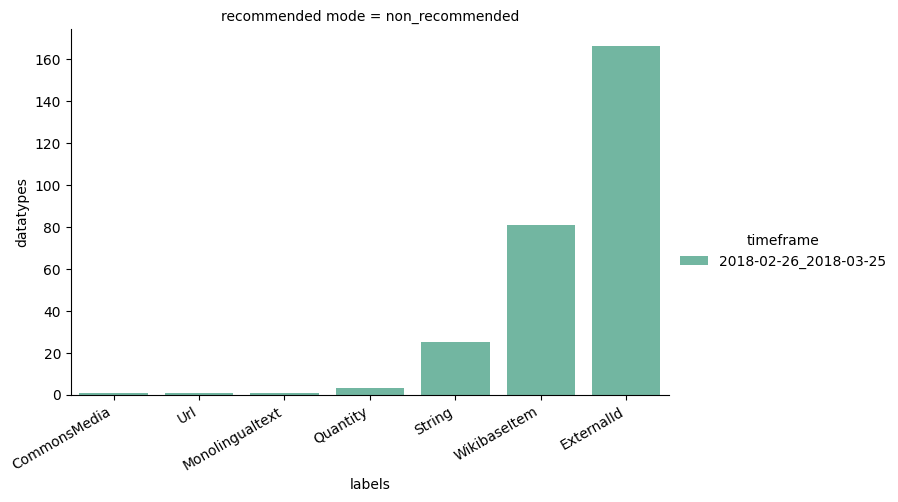 recommended mode = non_recommended
160
140
120
100
80
60
40
20
0
datatypes
CommonsMedia
Url
Monolingualtext
Quantity
String
WikibaseItem
ExternalId
labels
timeframe
2018-02-26_2018-03-25